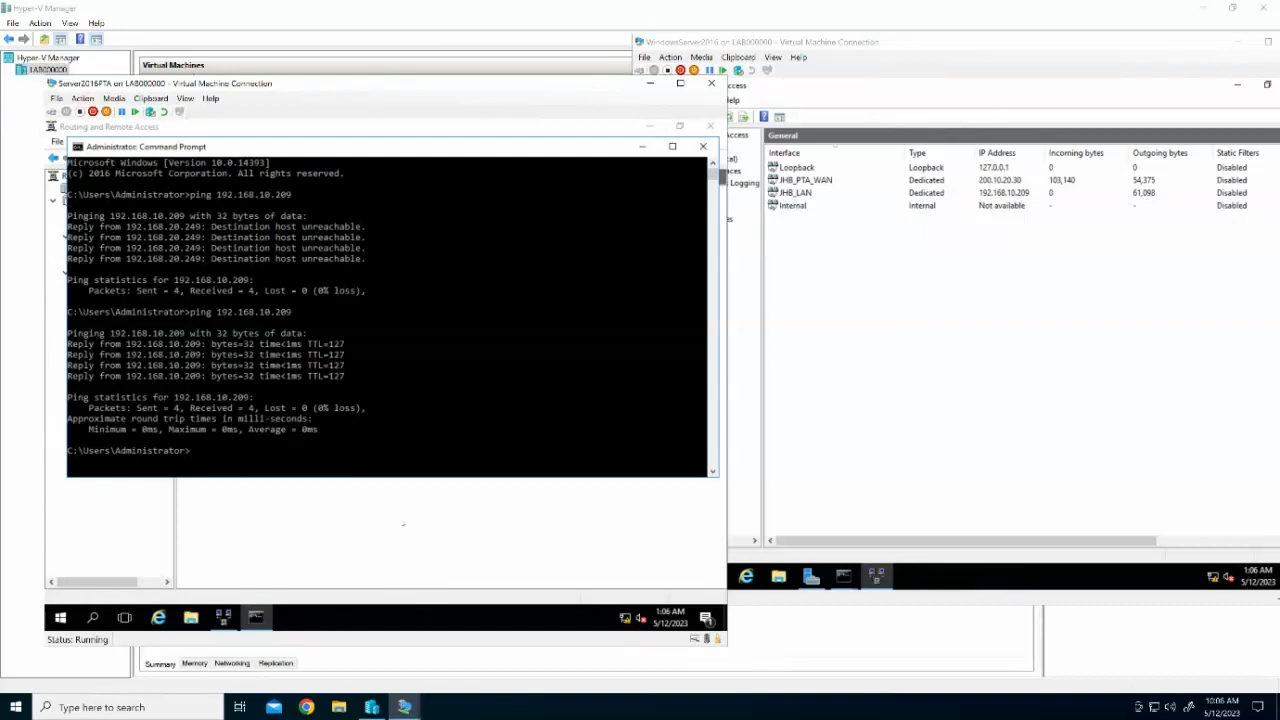 Hyper-V Manager
File Action View Help
Hyper-V Manager
LAB000000
Virtual Machines
WindowsServer2016 on LAB000000 - Virtual Machine Connection
File Action Media Clipboard View Help
Server2016PTA on LAB000000 - Virtual Machine Connection
File Action Media Clipboard View Help
Routing and Remote Access
File
Administrator: Command Prompt
Microsoft Windows [Version 10.0.14393]
(c) 2016 Microsoft Corporation. All rights reserved.
C:\Users\Administrator>ping 192.168.10.209
Pinging 192.168.10.209 with 32 bytes of data:
Reply from 192.168.20.249: Destination host unreachable.
Reply from 192.168.20.249: Destination host unreachable.
Reply from 192.168.20.249: Destination host unreachable.
Reply from 192.168.20.249: Destination host unreachable.
Ping statistics for 192.168.10.209:
Packets: Sent = 4, Received = 4, Lost = 0 (0% loss),
C:\Users\Administrator>ping 192.168.10.209
Pinging 192.168.10.209 with 32 bytes of data:
Reply from 192.168.10.209: bytes=32 time<1ms TTL=127
Reply from 192.168.10.209: bytes=32 time<1ms TTL=127
Reply from 192.168.10.209: bytes=32 time<1ms TTL=127
Reply from 192.168.10.209: bytes=32 time<1ms TTL=127
Ping statistics for 192.168.10.209:
Packets: Sent = 4, Received = 4, Lost = 0 (0% loss),
Approximate round trip times in milli-seconds:
Minimum = 0ms, Maximum = 0ms, Average = 0ms
C:\Users\Administrator>
ccess
elp
ccess
Logging
General
Interface Type IP Address Incoming bytes Outgoing bytes Static Filters
Loopback Loopback 127.0.0.1 0 0 Disabled
JHB_PTA_WAN Dedicated 200.10.20.30 103,140 54,375 Disabled
JHB_LAN Dedicated 192.168.10.209 0 61,098 Disabled
Internal Internal Not available - - Disabled
1:06 AM
5/12/2023
1:06 AM
5/12/2023
Status: Running
Summary Memory Networking Replication
Type here to search
10:06 AM
5/12/2023